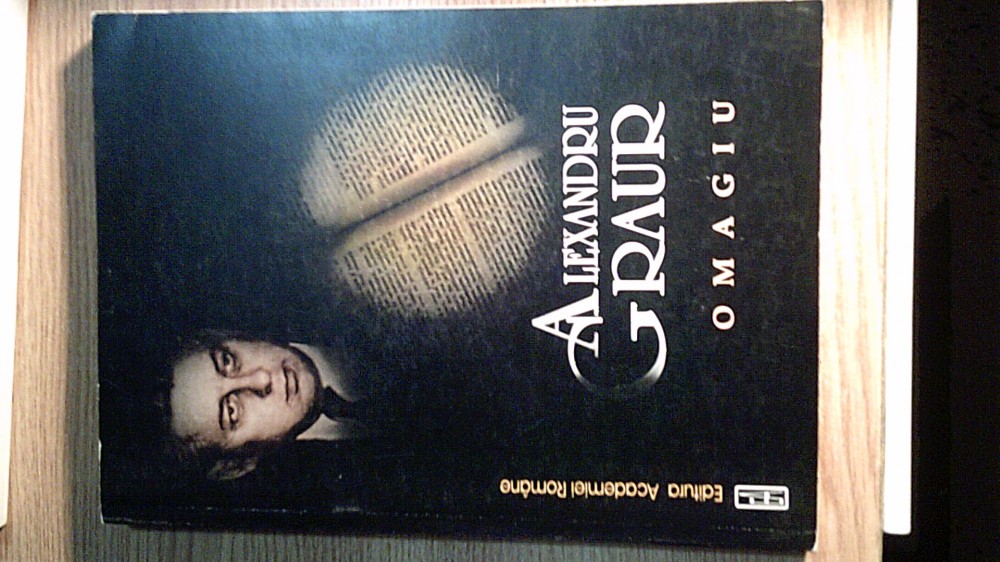 ALEXANDRU
GRAUR
OMAGIU
Editura Academiei Române